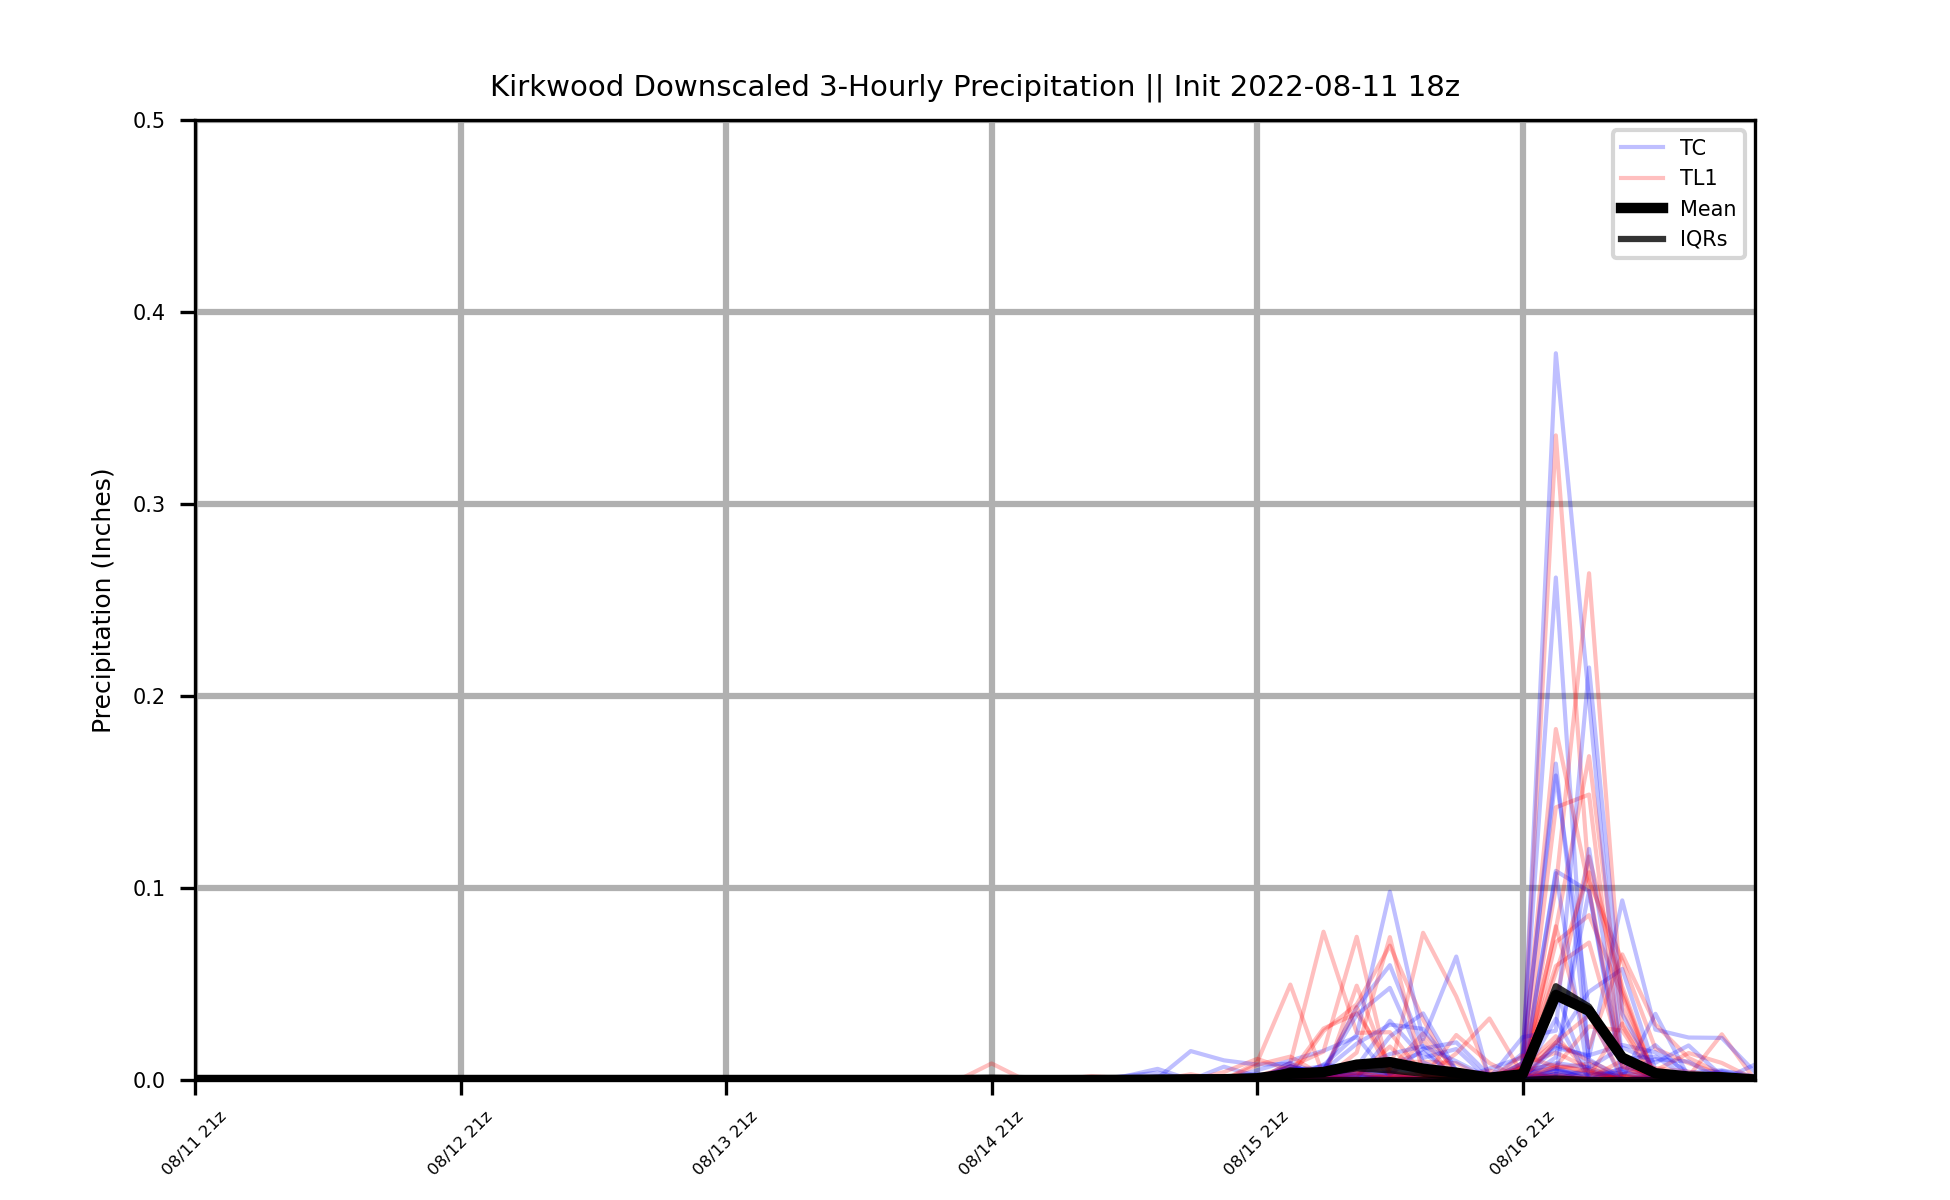 Kirkwood Downscaled 3-Hourly Precipitation || Init 2022-08-11 18z
Precipitation (Inches)
0.5
0.4
0.3
0.2
0.1
0.0
TC
TL1
Mean
IQRs
08/11 21z
08/12 21z
08/13 21z
08/14 21z
08/15 21z
08/16 21z